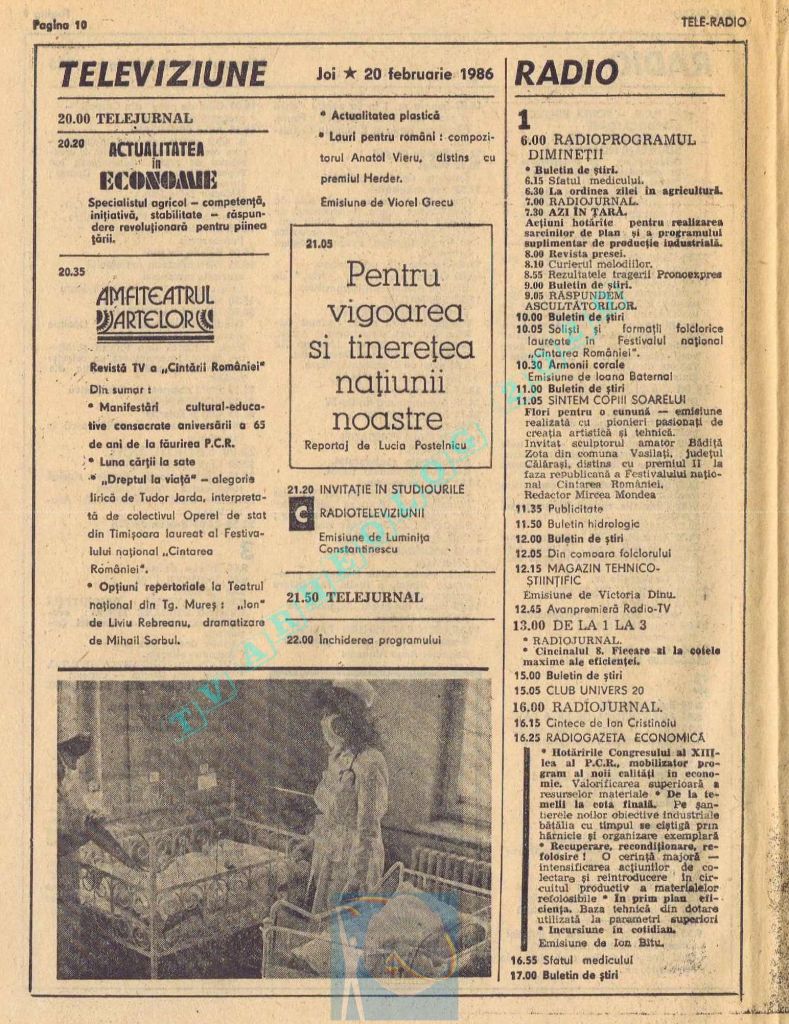 Pagina 10
TELE-RADIO
TELEVIZIUNE
Joi ★ 20 februarie 1986
20.00 TELEJURNAL
20.20
ACTUALITATEA
în
ECONOMIE
Specialistul agricol — competență,
inițiativă, stabilitate — răspun-
dere revoluționară pentru pîinea
țării.
20.35
AMFITEATRUL
ARTELOR
Revistă TV a „Cîntării României"
Din sumar :
* Manifestări cultural-educa-
tive consacrate aniversării a 65
de ani de la făurirea P.C.R.
* Luna cărții la sate
* „Dreptul la viață" — alegorie
lirică de Tudor Jarda, interpreta-
tă de colectivul Operei de stat
din Timișoara laureat al Festiva-
lului național „Cîntarea
României".
* Opțiuni repertoriale la Teatrul
național din Tg. Mureș : „Ion"
de Liviu Rebreanu, dramatizare
de Mihail Sorbul.
* Actualitatea plastică
* Lauri pentru români : compozi-
torul Anatol Vieru, distins cu
premiul Herder.
Emisiune de Viorel Grecu
21.05
Pentru
vigoarea
si tinerețea
națiunii
noastre
Reportaj de Lucia Postelnicu
21.20 INVITAȚIE ÎN STUDIOURILE
C RADIOTELEVIZIUNII
Emisiune de Luminița
Constantinescu
21.50 TELEJURNAL
22.00 Închiderea programului
RADIO
1
6.00 RADIOPROGRAMUL
DIMINEȚII
* Buletin de știri.
6.15 Sfatul medicului.
6.30 La ordinea zilei în agricultură.
7.00 RADIOJURNAL.
7.30 AZI ÎN ȚARĂ.
Acțiuni hotărîte pentru realizarea
sarcinilor de plan și a programului
suplimentar de producție industrială.
8.00 Revista presei.
8.10 Curierul melodiilor.
8.55 Rezultatele tragerii Pronoexpres
9.00 Buletin de știri.
9.05 RĂSPUNDEM
ASCULTĂTORILOR.
10.00 Buletin de știri
10.05 Soliști și formații folclorice
laureate în Festivalul național
„Cîntarea României".
10.30 Armonii corale
Emisiune de Ioana Baternal
11.00 Buletin de știri
11.05 SÎNTEM COPIII SOARELUI
Flori pentru o cunună — emisiune
realizată cu pionieri pasionați de
creația artistică și tehnică.
Invitat sculptorul amator Bădiță
Zota din comuna Vasilați, județul
Călărași, distins cu premiul II la
faza republicană a Festivalului națio-
nal Cîntarea României,
Redactor Mircea Mondea
11.35 Publicitate
11.50 Buletin hidrologic
12.00 Buletin de știri
12.05 Din comoara folclorului
12.15 MAGAZIN TEHNICO-
ȘTIINȚIFIC
Emisiune de Victoria Dinu.
12.45 Avanpremieră Radio-TV
13.00 DE LA 1 LA 3
* RADIOJURNAL.
* Cincinalul 8. Fiecare zi la cotele
maxime ale eficienței.
15.00 Buletin de știri
15.05 CLUB UNIVERS 20
16.00 RADIOJURNAL.
16.15 Cîntece de Ion Cristinoiu
16.25 RADIOGAZETA ECONOMICĂ
* Hotărîrile Congresului al XIII-
lea al P.C.R., mobilizator pro-
gram al noii calități în econo-
mie. Valorificarea superioară a
resurselor materiale * De la te-
melii la cota finală. Pe șan-
tierele noilor obiective industriale
bătălia cu timpul se cîștigă prin
hărnicie și organizare exemplară
* Recuperare, recondiționare, re-
folosire ! O cerință majoră —
intensificarea acțiunilor de co-
lectare și reintroducere în cir-
cuitul productiv a materialelor
refolosibile * În prim plan efi-
ciența. Baza tehnică din dotare
utilizată la parametri superiori
* Incursiune în cotidian.
Emisiune de Ion Bitu.
16.55 Sfatul medicului
17.00 Buletin de știri